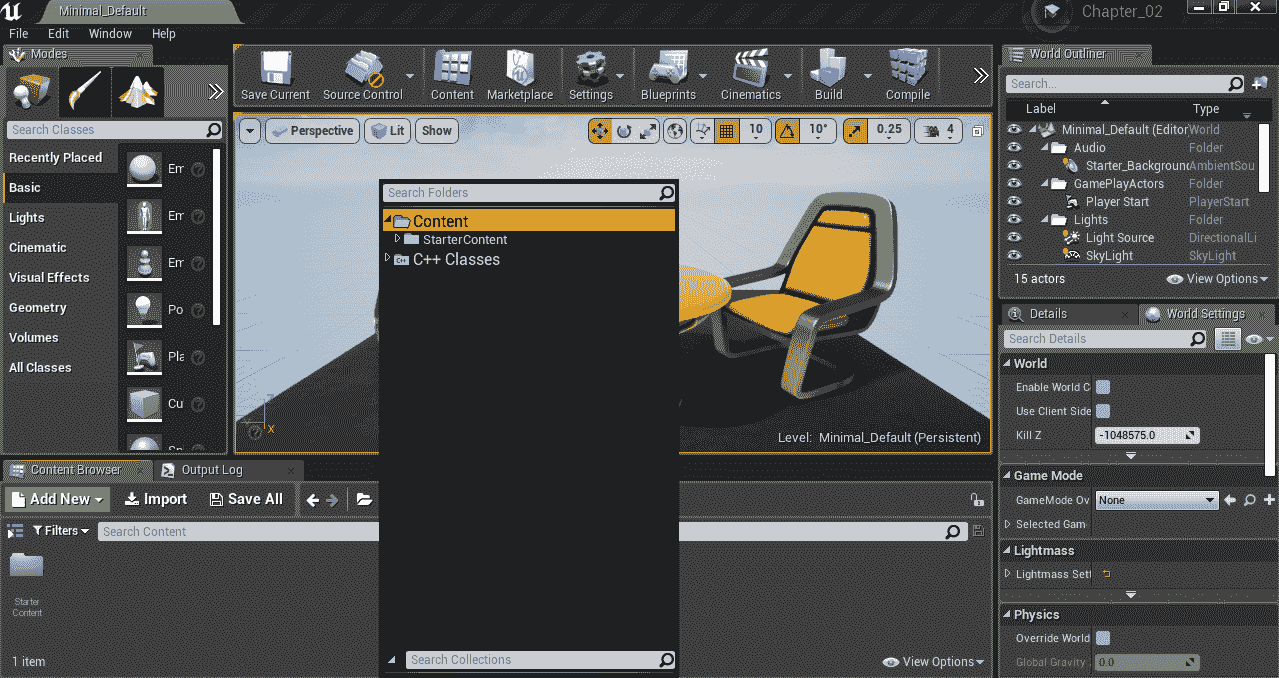 Minimal_Default
Chapter_02
File Edit Window Help
Modes
Search Classes
Recently Placed
Basic
Lights
Cinematic
Visual Effects
Geometry
Volumes
All Classes
Em
Em
Em
Po
Pla
Cu
Save Current
Source Control
Content
Marketplace
Settings
Blueprints
Cinematics
Build
Compile
Perspective
Lit
Show
10
10°
0.25
4
Search Folders
Content
StarterContent
C++ Classes
Search Collections
X
Level: Minimal_Default (Persistent)
World Outliner
Search...
Label Type
Minimal_Default (Editor World
Audio Folder
Starter_Background AmbientSou
GamePlayActors Folder
Player Start PlayerStart
Lights Folder
Light Source DirectionalLi
SkyLight SkyLight
15 actors
View Options
Details
World Settings
Search Details
World
Enable World C
Use Client Side
Kill Z -1048575.0
Game Mode
GameMode Ov None
Selected Gam
Lightmass
Lightmass Sett
Physics
Override World
Global Gravity 0.0
Content Browser
Output Log
Add New
Import
Save All
Filters
Search Content
Starter
Content
1 item
View Options